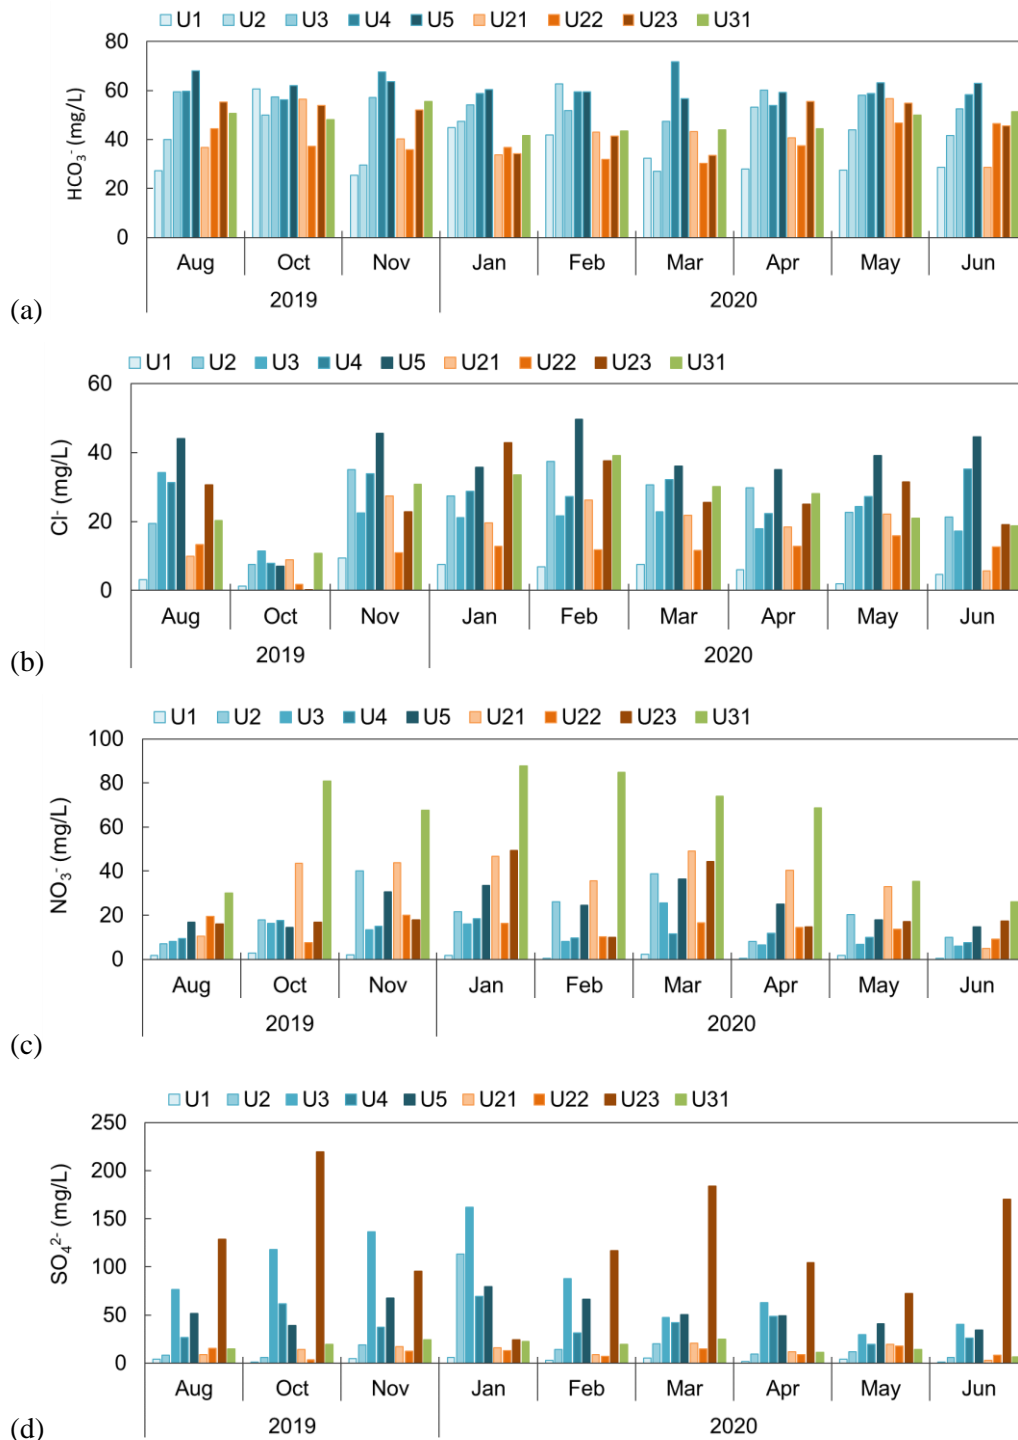 U1 U2 U3 U4 U5 U21 U22 U23 U31
80
60
40
20
0
HCO₃⁻ (mg/L)
Aug Oct Nov Jan Feb Mar Apr May Jun
2019 2020
(a)
U1 U2 U3 U4 U5 U21 U22 U23 U31
60
40
20
0
Cl⁻ (mg/L)
Aug Oct Nov Jan Feb Mar Apr May Jun
2019 2020
(b)
U1 U2 U3 U4 U5 U21 U22 U23 U31
100
80
60
40
20
0
NO₃⁻ (mg/L)
Aug Oct Nov Jan Feb Mar Apr May Jun
2019 2020
(c)
U1 U2 U3 U4 U5 U21 U22 U23 U31
250
200
150
100
50
0
SO₄²⁻ (mg/L)
Aug Oct Nov Jan Feb Mar Apr May Jun
2019 2020
(d)